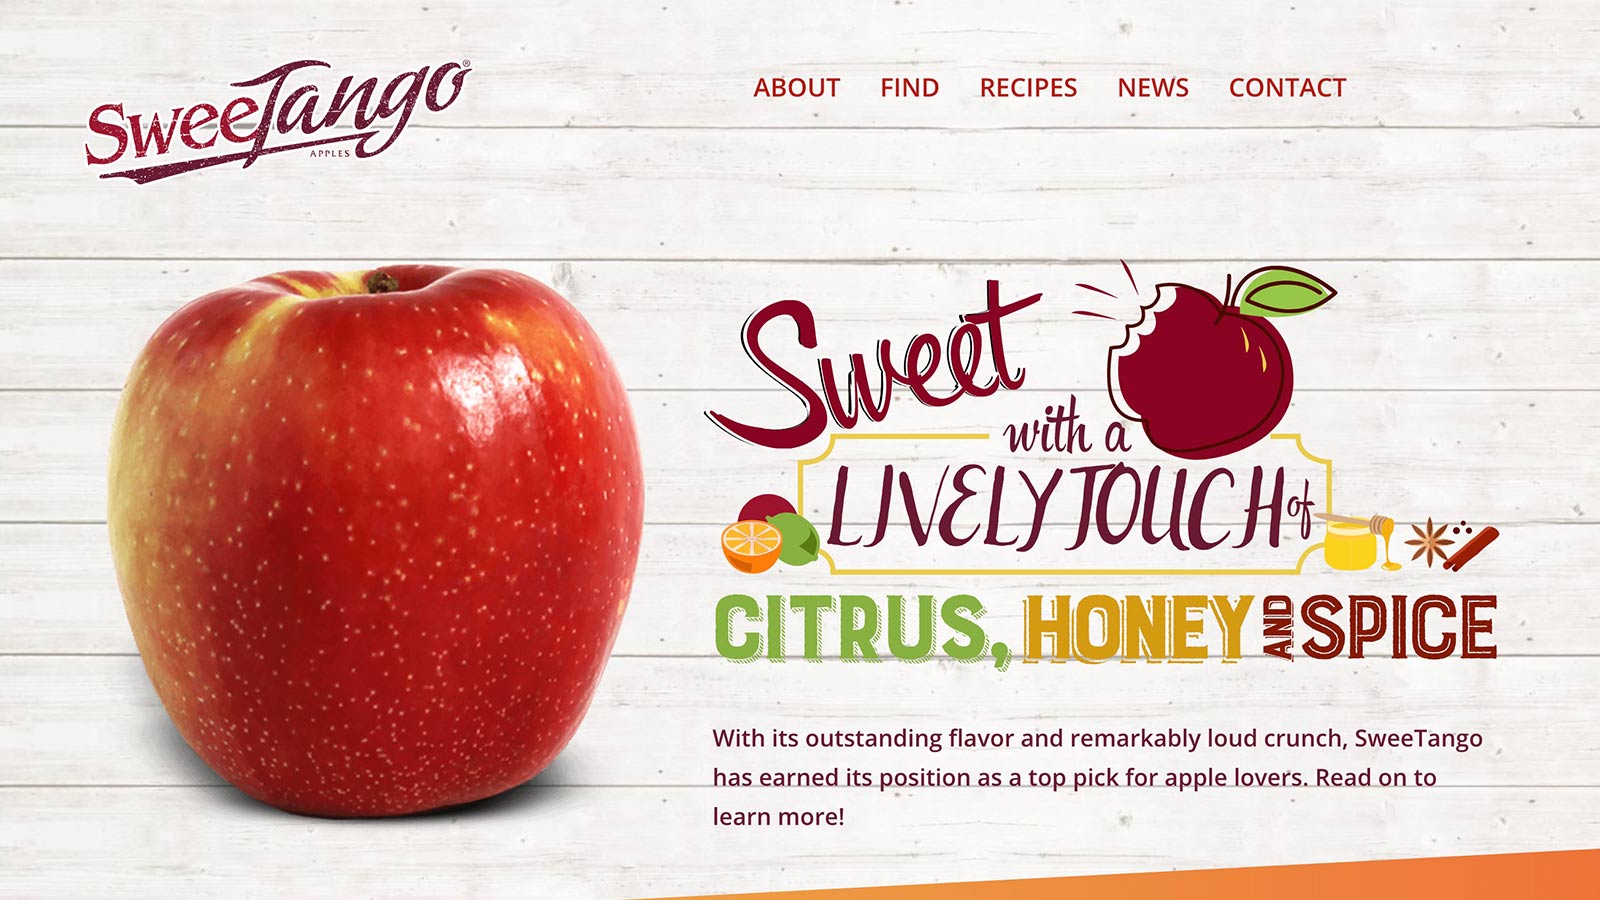 SweeTango®
APPLES
ABOUT FIND RECIPES NEWS CONTACT
Sweet
with a
LIVELY TOUCH of
CITRUS, HONEY AND SPICE
With its outstanding flavor and remarkably loud crunch, SweeTango
has earned its position as a top pick for apple lovers. Read on to
learn more!